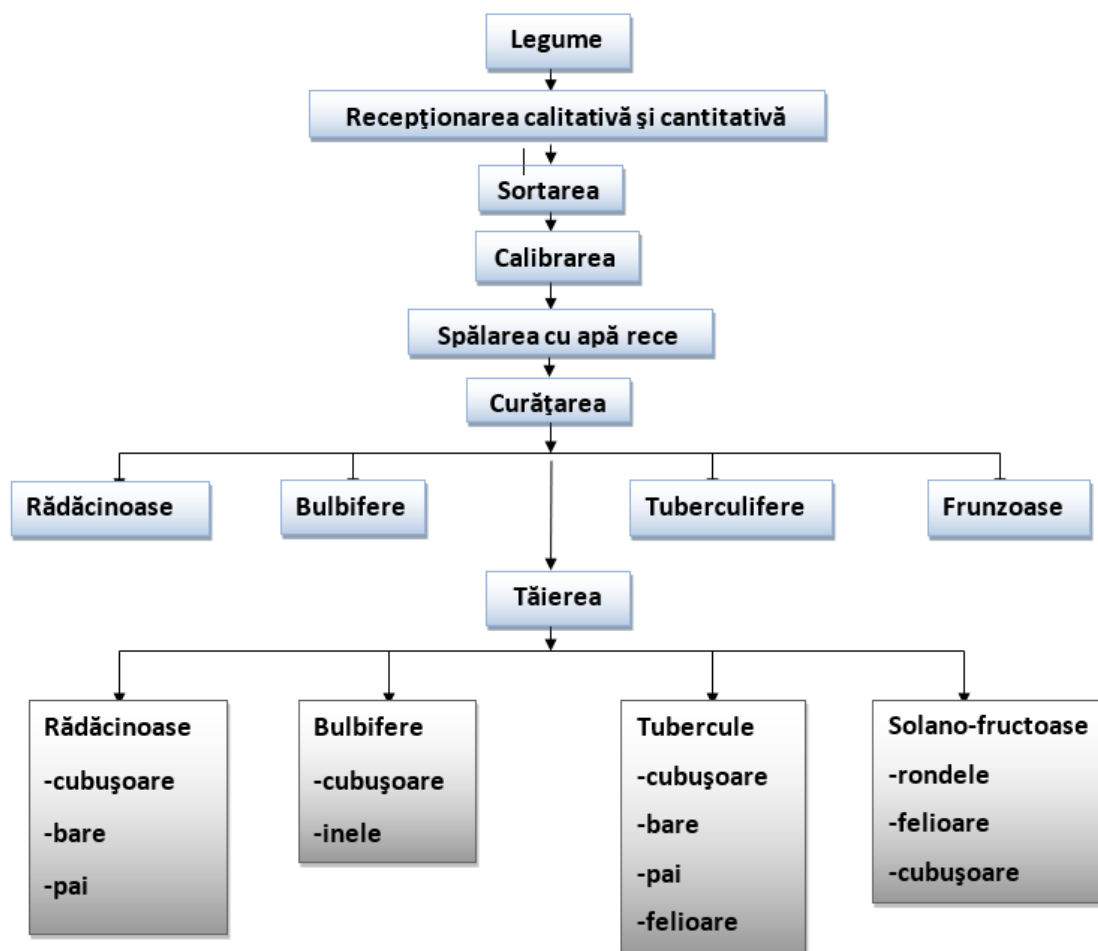 Legume
Recepţionarea calitativă şi cantitativă
Sortarea
Calibrarea
Spălarea cu apă rece
Curăţarea
Rădăcinoase
Bulbifere
Tuberculifere
Frunzoase
Tăierea
Rădăcinoase
-cubuşoare
-bare
-pai
Bulbifere
-cubuşoare
-inele
Tubercule
-cubuşoare
-bare
-pai
-felioare
Solano-fructoase
-rondele
-felioare
-cubuşoare